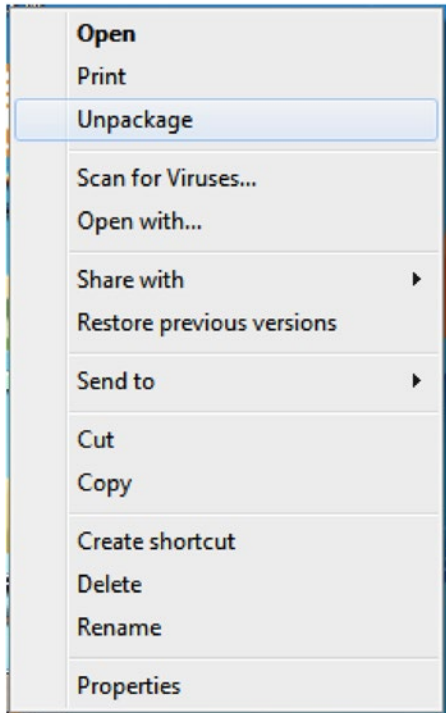 Open
Print
Unpackage
Scan for Viruses...
Open with...
Share with
Restore previous versions
Send to
Cut
Copy
Create shortcut
Delete
Rename
Properties